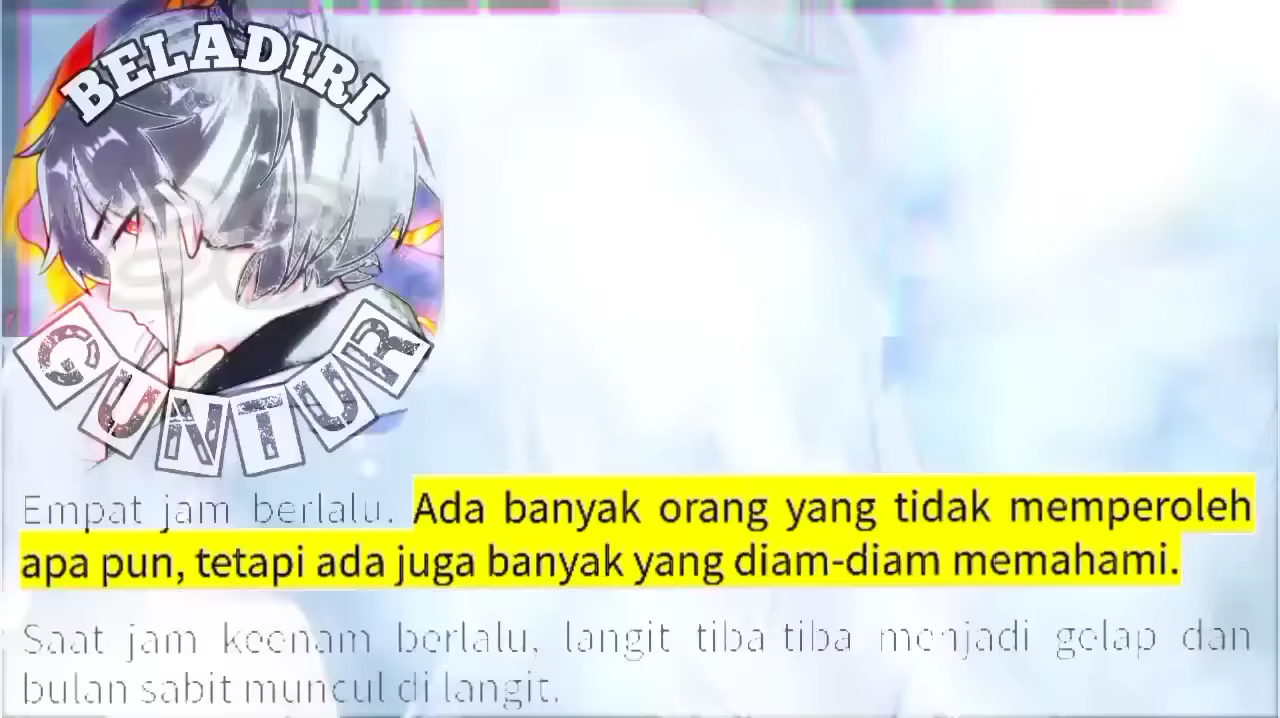 BELADIRI
GUNTUR
Empat jam berlalu. Ada banyak orang yang tidak memperoleh
apa pun, tetapi ada juga banyak yang diam-diam memahami.
Saat jam keenam berlalu, langit tiba-tiba menjadi gelap dan
bulan sabit muncul di langit.